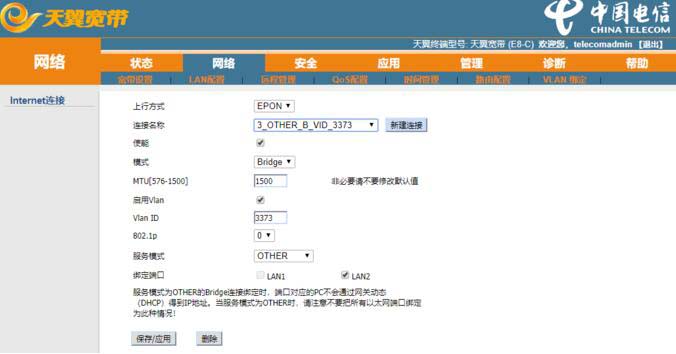 天翼宽带
中国电信
CHINA TELECOM
天翼终端型号: 天翼宽带 (E8-C) 欢迎您, telecomadmin 【退出】
网络
状态 网络 安全 应用 管理 诊断 帮助
宽带设置 LAN配置 远程管理 QoS配置 时间管理 路由配置 VLAN 绑定
Internet连接
上行方式 EPON
连接名称 3_OTHER_B_VID_3373 新建连接
使能
模式 Bridge
MTU[576-1500] 1500 非必要请不要修改默认值
启用Vlan
Vlan ID 3373
802.1p 0
服务模式 OTHER
绑定端口 LAN1 LAN2
服务模式为OTHER的Bridge连接绑定时，端口对应的PC不会通过网关动态
（DHCP）得到IP地址。当服务模式为OTHER时，请注意不要把所有以太网端口绑定
为此种情况！
保存/应用 删除